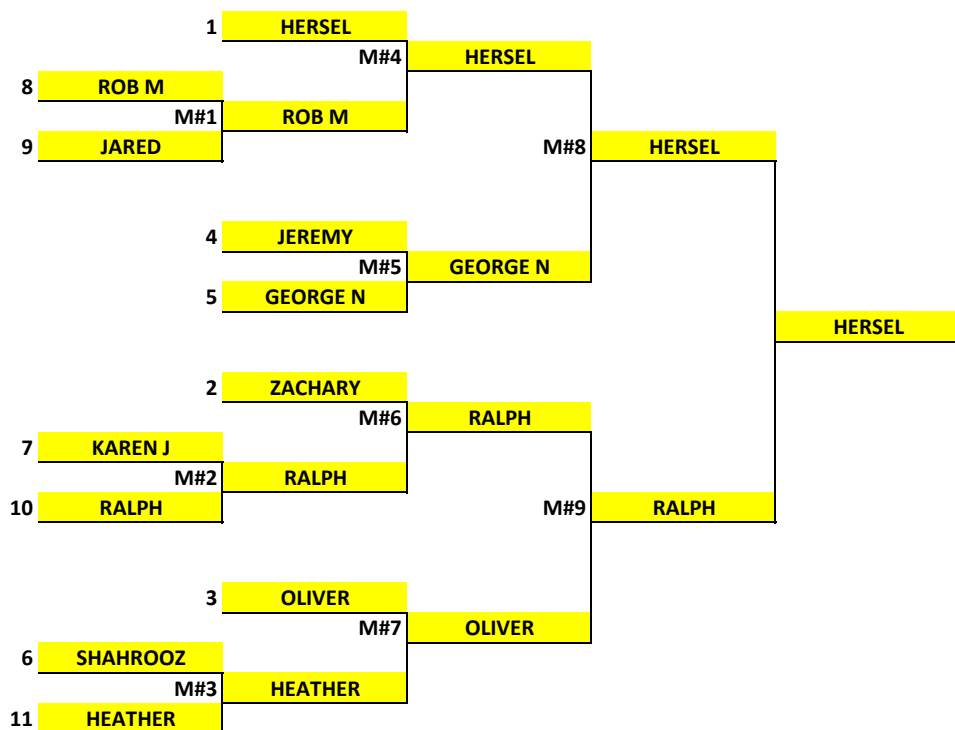 1 HERSEL
M#4 HERSEL
8 ROB M
M#1 ROB M
9 JARED
M#8 HERSEL
4 JEREMY
M#5 GEORGE N
5 GEORGE N
HERSEL
2 ZACHARY
M#6 RALPH
7 KAREN J
M#2 RALPH
10 RALPH
M#9 RALPH
3 OLIVER
M#7 OLIVER
6 SHAHROOZ
M#3 HEATHER
11 HEATHER